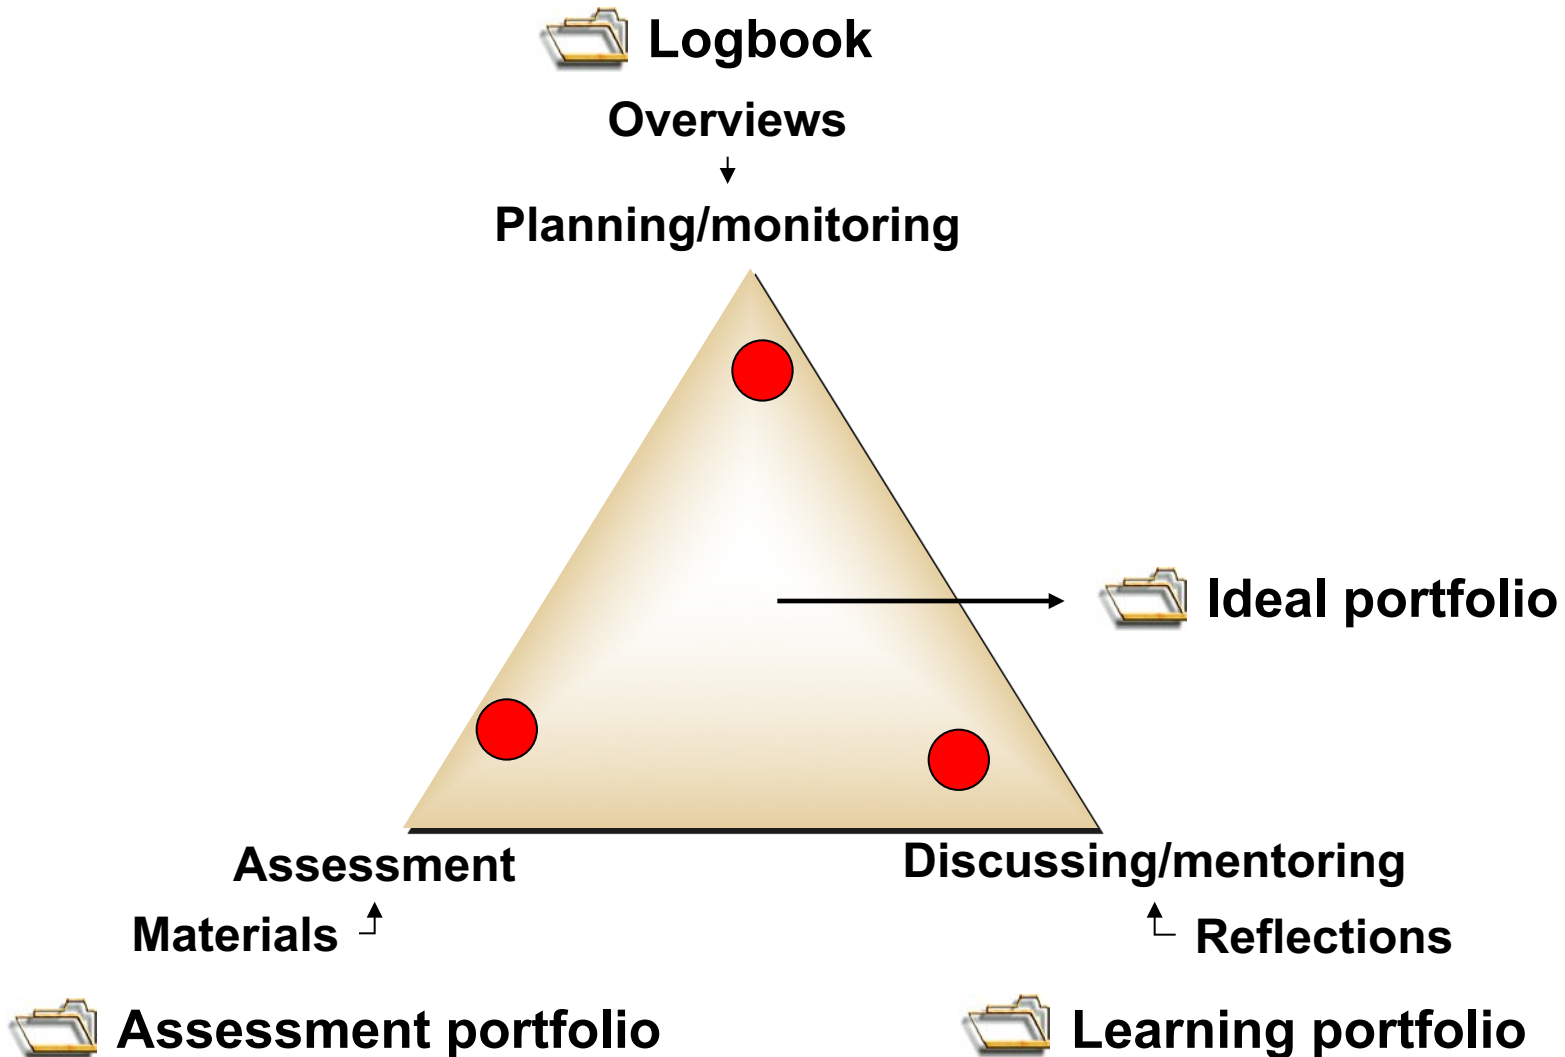 Logbook
Overviews
Planning/monitoring
Ideal portfolio
Assessment
Discussing/mentoring
Materials
Reflections
Assessment portfolio
Learning portfolio